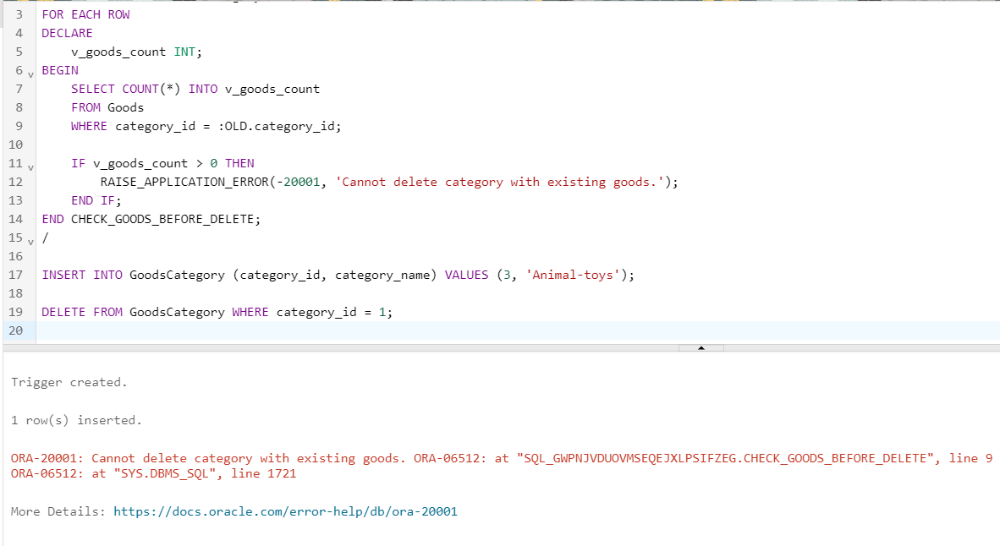 3 FOR EACH ROW
4 DECLARE
5     v_goods_count INT;
6 v BEGIN
7     SELECT COUNT(*) INTO v_goods_count
8     FROM Goods
9     WHERE category_id = :OLD.category_id;
10
11 v     IF v_goods_count > 0 THEN
12         RAISE_APPLICATION_ERROR(-20001, 'Cannot delete category with existing goods.');
13     END IF;
14 END CHECK_GOODS_BEFORE_DELETE;
15 v /
16
17 INSERT INTO GoodsCategory (category_id, category_name) VALUES (3, 'Animal-toys');
18
19 DELETE FROM GoodsCategory WHERE category_id = 1;
20
Trigger created.
1 row(s) inserted.
ORA-20001: Cannot delete category with existing goods. ORA-06512: at "SQL_GWPNJVDUOVMSEQEJXLPSIFZEG.CHECK_GOODS_BEFORE_DELETE", line 9
ORA-06512: at "SYS.DBMS_SQL", line 1721
More Details: https://docs.oracle.com/error-help/db/ora-20001